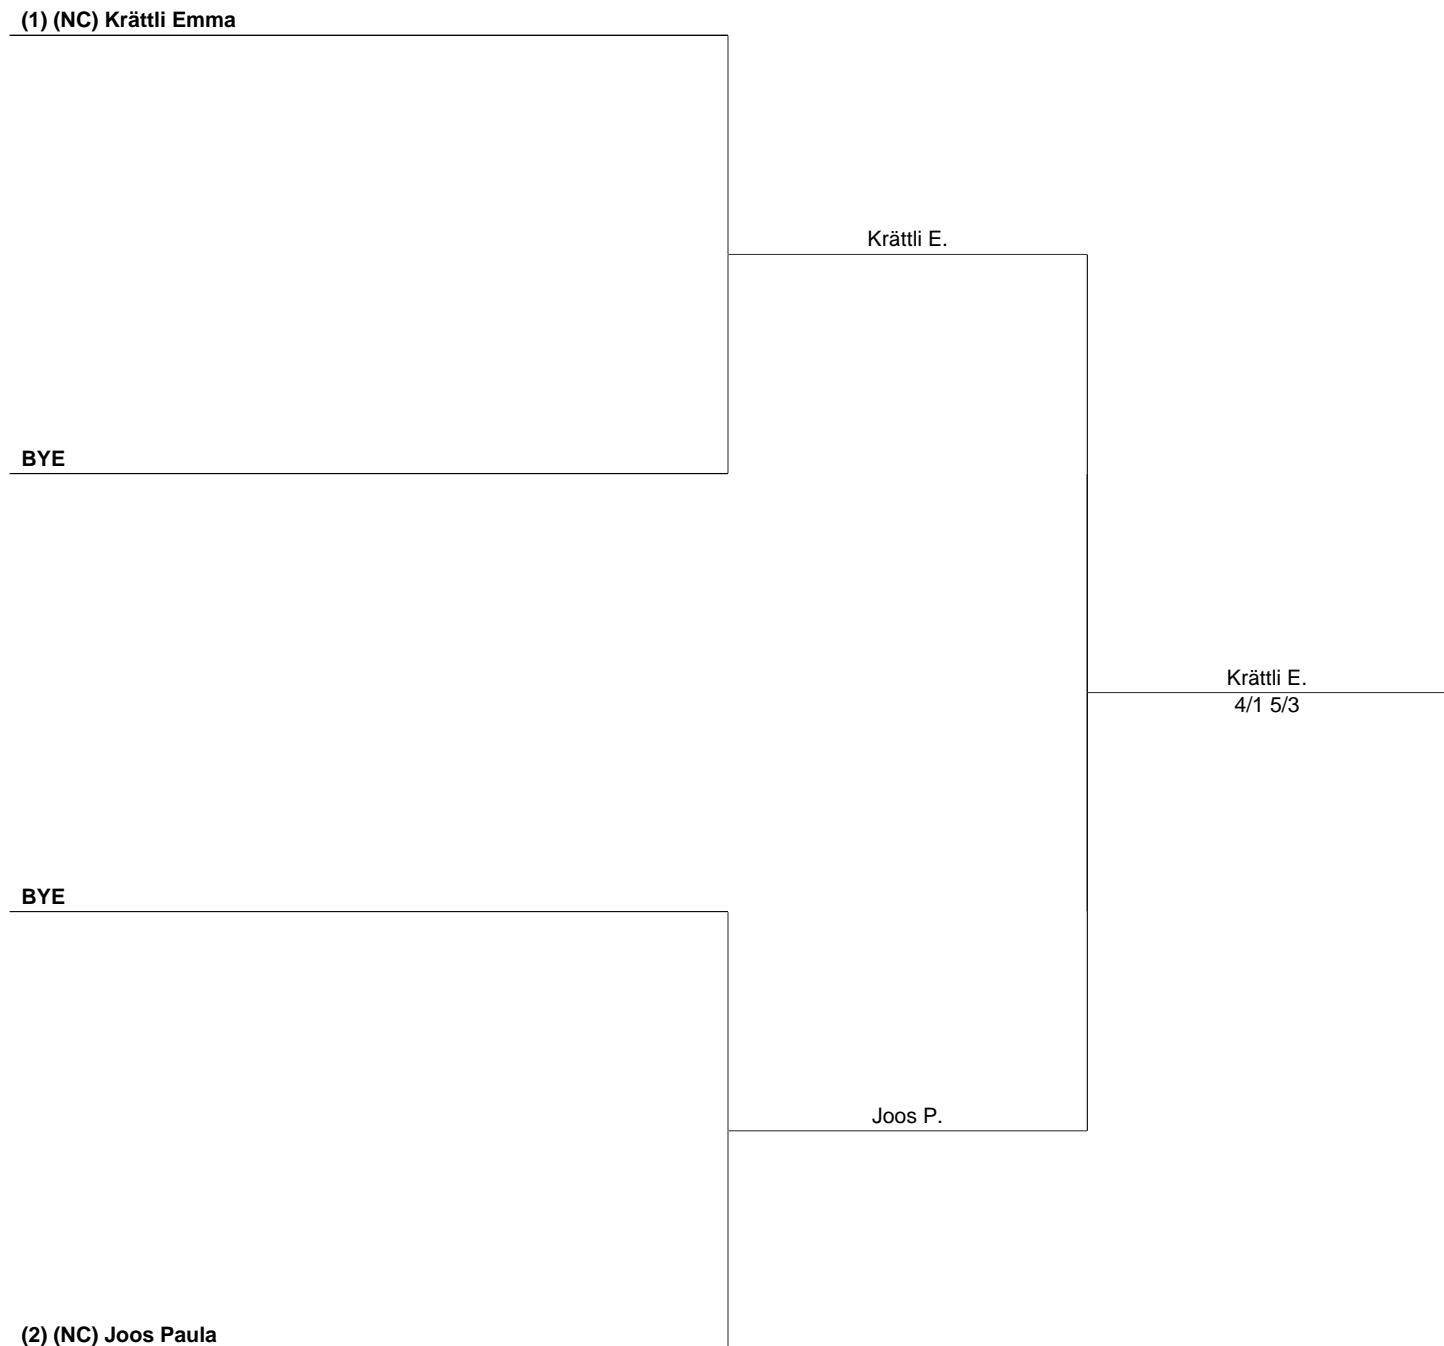 (1) (NC) Krättli Emma
Krättli E.
BYE
Krättli E.
4/1 5/3
BYE
Joos P.
(2) (NC) Joos Paula